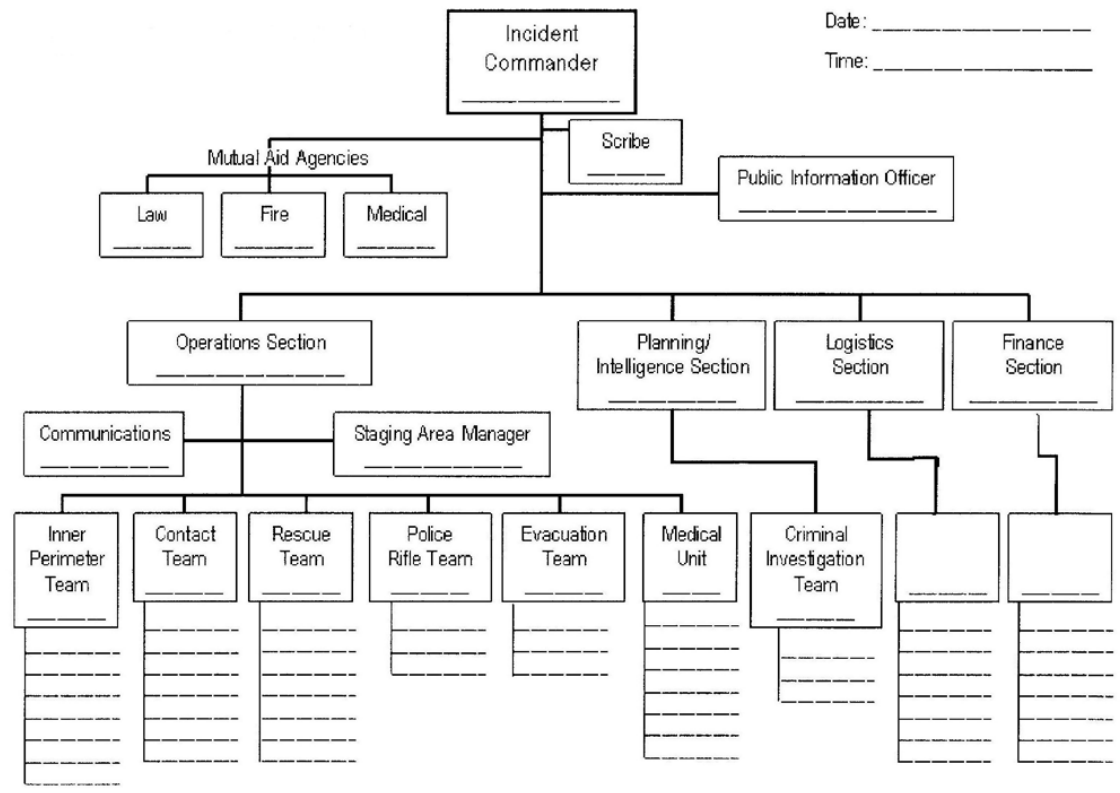 Incident
Commander
Date:
Time:
Scribe
Mutual Aid Agencies
Public Information Officer
Law
Fire
Medical
Operations Section
Planning/
Intelligence Section
Logistics
Section
Finance
Section
Communications
Staging Area Manager
Inner
Perimeter
Team
Contact
Team
Rescue
Team
Police
Rifle Team
Evacuation
Team
Medical
Unit
Criminal
Investigation
Team